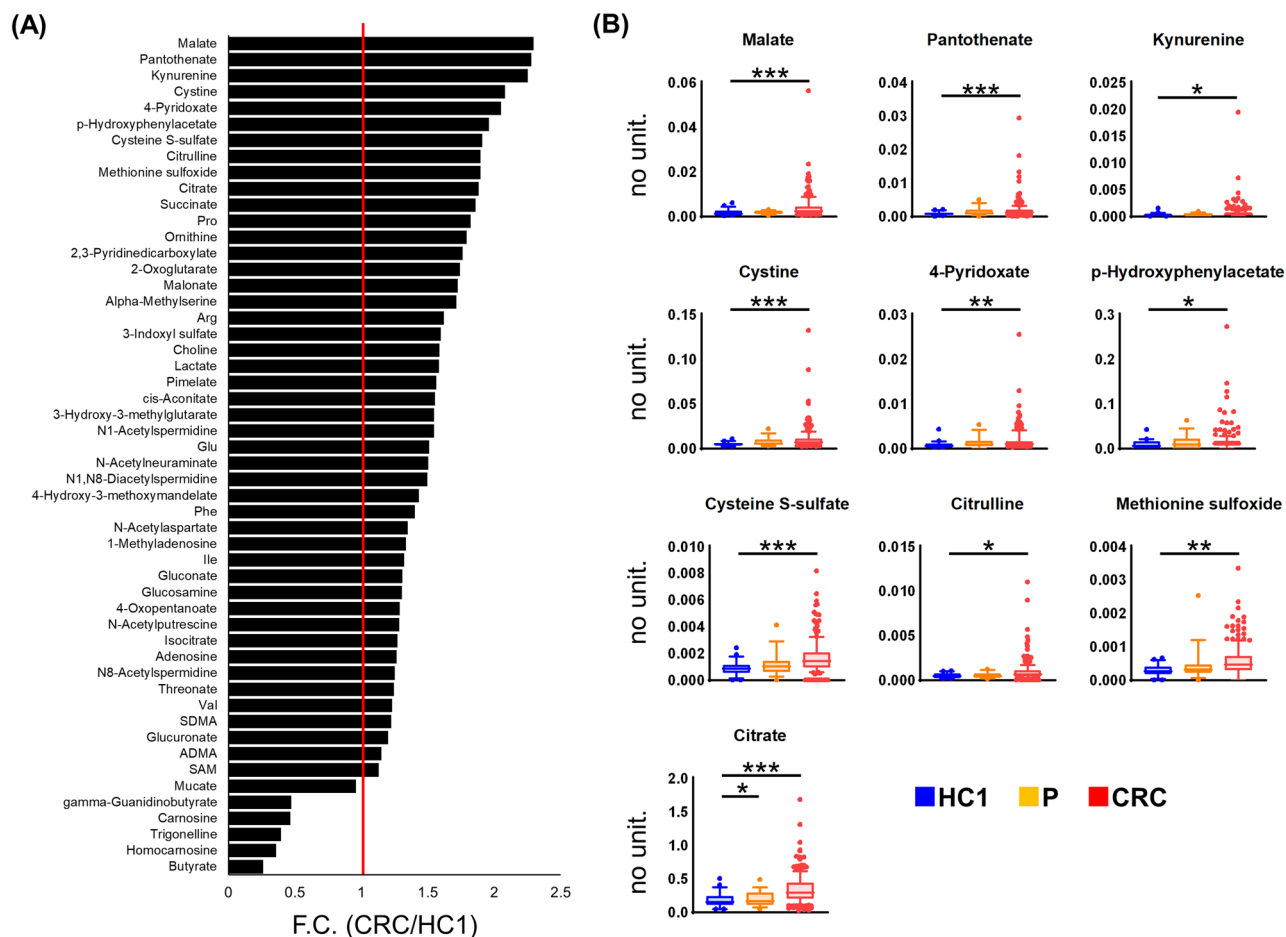 (A)
Malate
Pantothenate
Kynurenine
Cystine
4-Pyridoxate
p-Hydroxyphenylacetate
Cysteine S-sulfate
Citrulline
Methionine sulfoxide
Citrate
Succinate
Pro
Ornithine
2,3-Pyridinedicarboxylate
2-Oxoglutarate
Malonate
Alpha-Methylserine
Arg
3-Indoxyl sulfate
Choline
Lactate
Pimelate
cis-Aconitate
3-Hydroxy-3-methylglutarate
N1-Acetylspermidine
Glu
N-Acetylneuraminate
N1,N8-Diacetylspermidine
4-Hydroxy-3-methoxymandelate
Phe
N-Acetylaspartate
1-Methyladenosine
Ile
Gluconate
Glucosamine
4-Oxopentanoate
N-Acetylputrescine
Isocitrate
Adenosine
N8-Acetylspermidine
Threonate
Val
SDMA
Glucuronate
ADMA
SAM
Mucate
gamma-Guanidinobutyrate
Carnosine
Trigonelline
Homocarnosine
Butyrate
0 0.5 1 1.5 2 2.5
F.C. (CRC/HC1)
(B)
Malate
***
0.06
0.04
0.02
0.00
no unit.
Pantothenate
***
0.04
0.03
0.02
0.01
0.00
Kynurenine
*
0.025
0.020
0.015
0.010
0.005
0.000
Cystine
***
0.15
0.10
0.05
0.00
no unit.
4-Pyridoxate
**
0.03
0.02
0.01
0.00
p-Hydroxyphenylacetate
*
0.3
0.2
0.1
0.0
Cysteine S-sulfate
***
0.010
0.008
0.006
0.004
0.002
0.000
no unit.
Citrulline
*
0.015
0.010
0.005
0.000
Methionine sulfoxide
**
0.004
0.003
0.002
0.001
0.000
Citrate
***
*
2.0
1.5
1.0
0.5
0.0
no unit.
HC1 P CRC